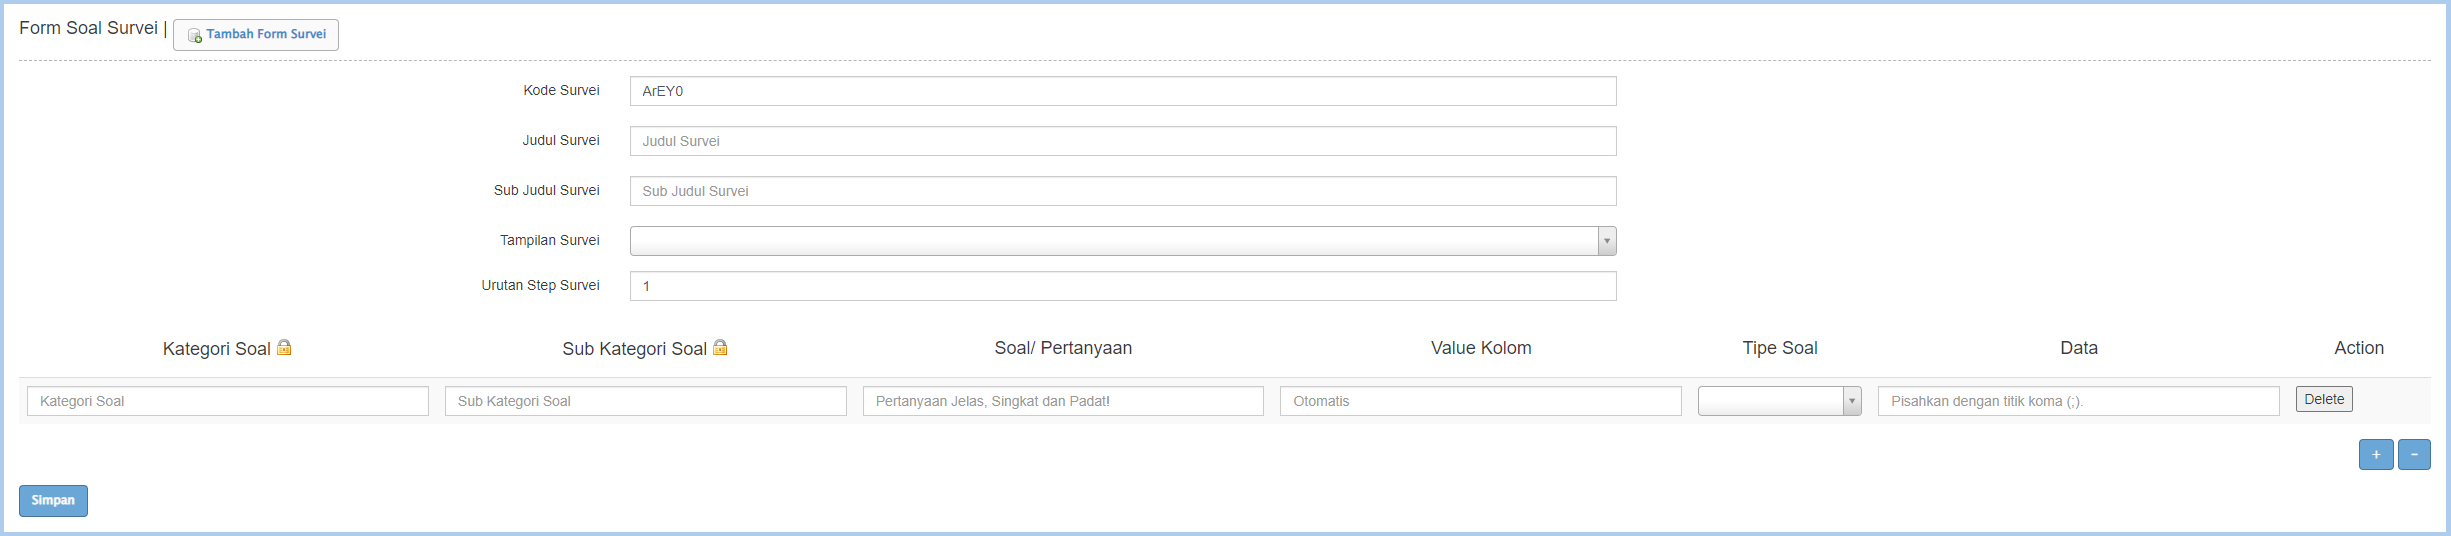 Form Soal Survei | Tambah Form Survei
Kode Survei ArEY0
Judul Survei Judul Survei
Sub Judul Survei Sub Judul Survei
Tampilan Survei
Urutan Step Survei 1
Kategori Soal Sub Kategori Soal Soal/ Pertanyaan Value Kolom Tipe Soal Data Action
Kategori Soal Sub Kategori Soal Pertanyaan Jelas, Singkat dan Padat! Otomatis Pisahkan dengan titik koma (;). Delete
+ -
Simpan